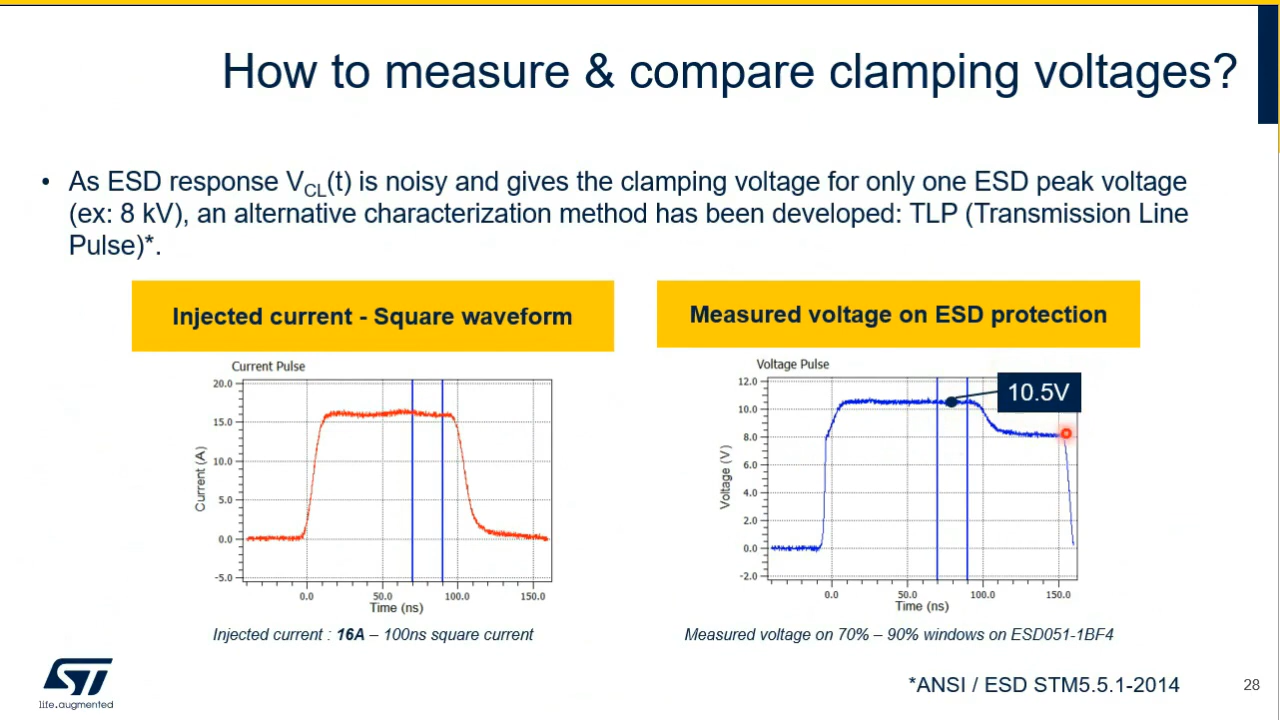 How to measure & compare clamping voltages?
• As ESD response VCL(t) is noisy and gives the clamping voltage for only one ESD peak voltage
(ex: 8 kV), an alternative characterization method has been developed: TLP (Transmission Line
Pulse)*.
Injected current - Square waveform
Current Pulse
20.0
15.0
10.0
5.0
0.0
-5.0
Current (A)
0.0 50.0 100.0 150.0
Time (ns)
Injected current : 16A – 100ns square current
Measured voltage on ESD protection
Voltage Pulse
12.0
10.0
8.0
6.0
4.0
2.0
0.0
-2.0
Voltage (V)
10.5V
0.0 50.0 100.0 150.0
Time (ns)
Measured voltage on 70% – 90% windows on ESD051-1BF4
ST
life.augmented
*ANSI / ESD STM5.5.1-2014
28